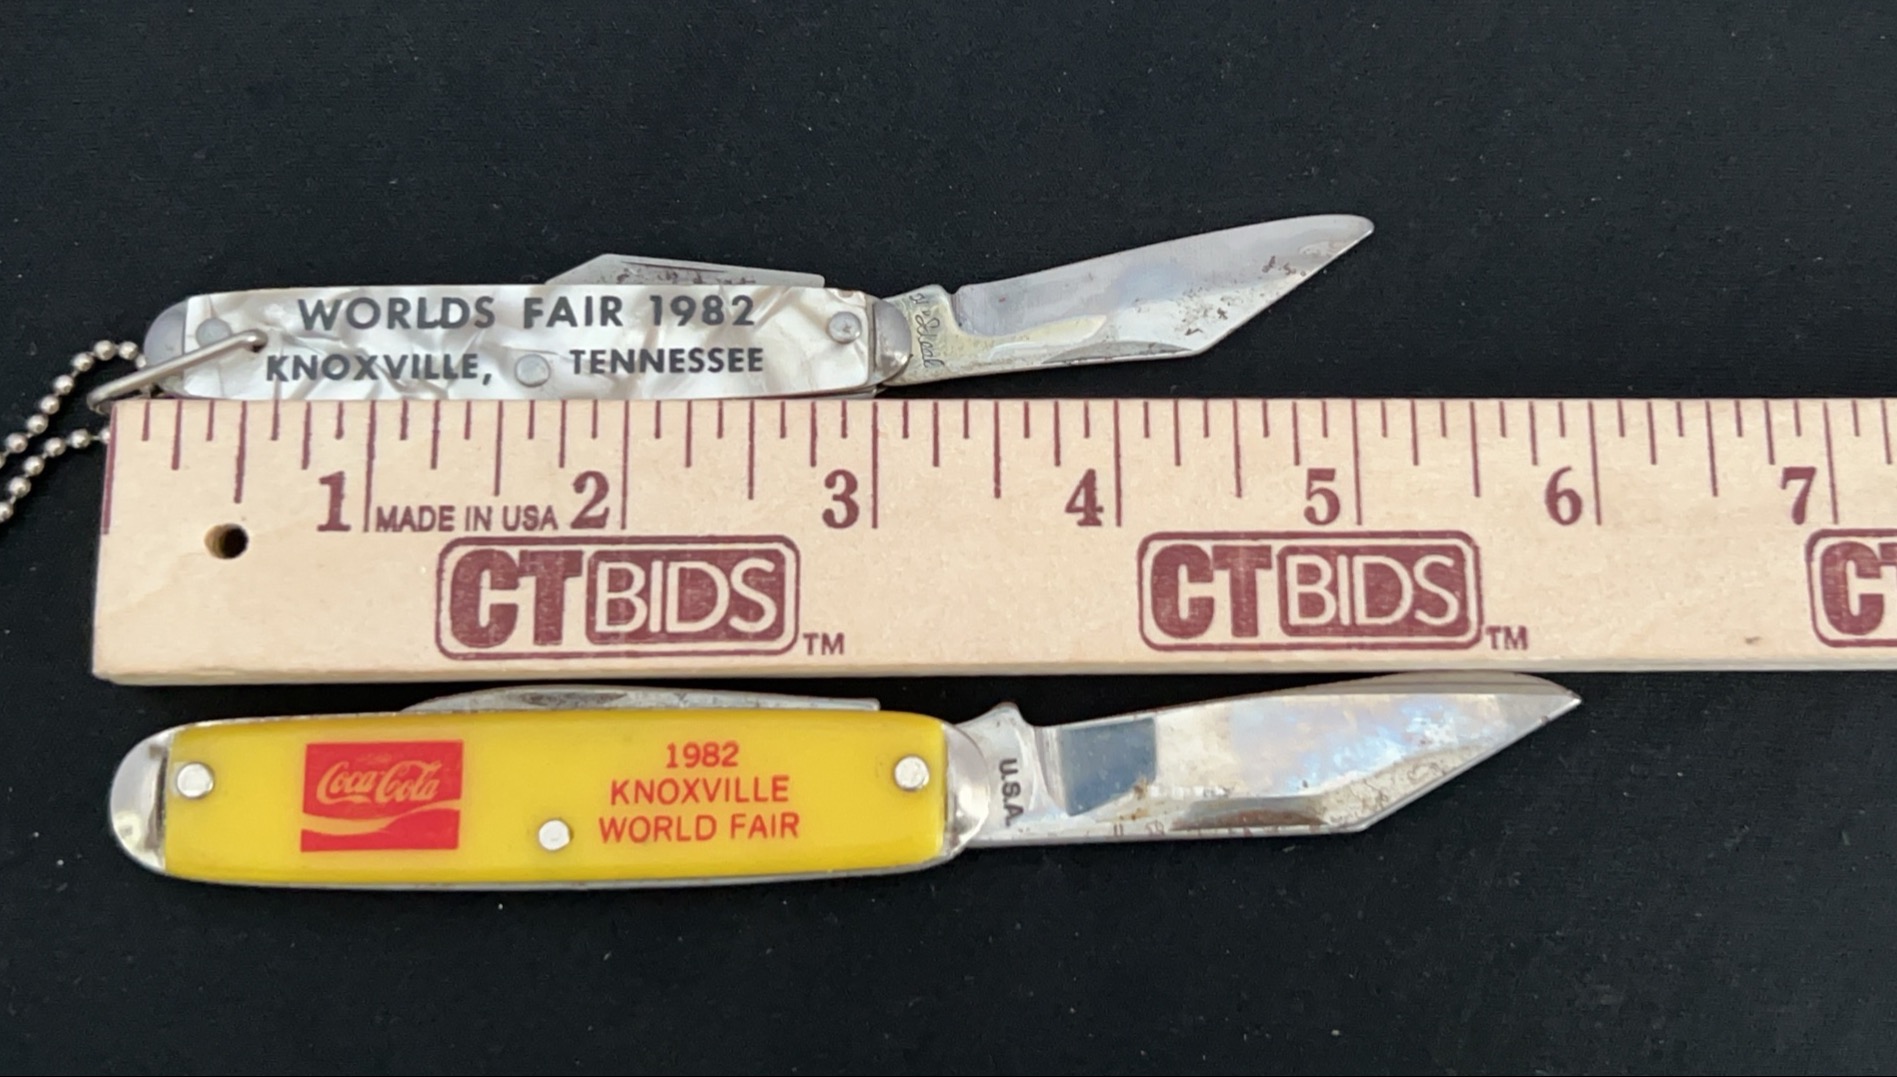 WORLDS FAIR 1982
KNOXVILLE, TENNESSEE
1 2 3 4 5 6 7
MADE IN USA
CTBIDS TM
CTBIDS TM
CT
Coca-Cola
1982
KNOXVILLE
WORLD FAIR
U.S.A.